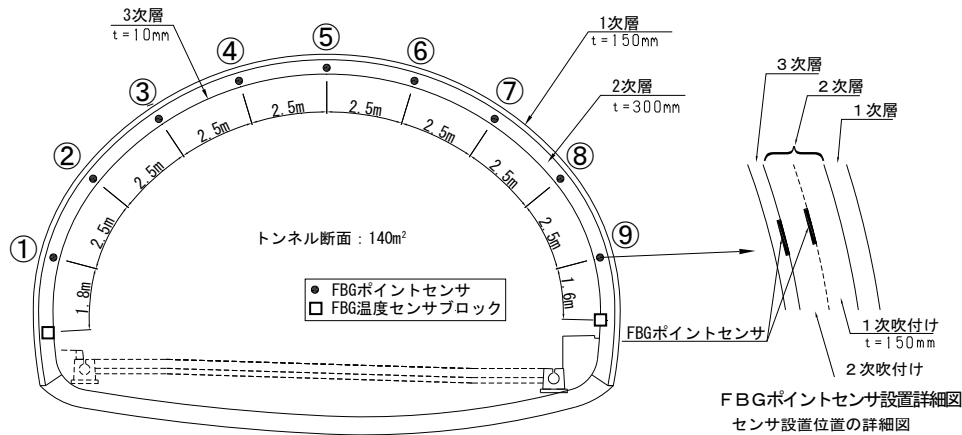 3次層
t=10mm
④
⑤
⑥
1次層
t=150mm
③
⑦
2次層
t=300mm
②
⑧
①
⑨
1.8m
2.5m
2.5m
2.5m
2.5m
2.5m
2.5m
2.5m
2.5m
1.6m
トンネル断面:140m²
● FBGポイントセンサ
□ FBG温度センサブロック
3次層
2次層
1次層
FBGポイントセンサ
1次吹付け
t=150mm
2次吹付け
FBGポイントセンサ設置詳細図
センサ設置位置の詳細図